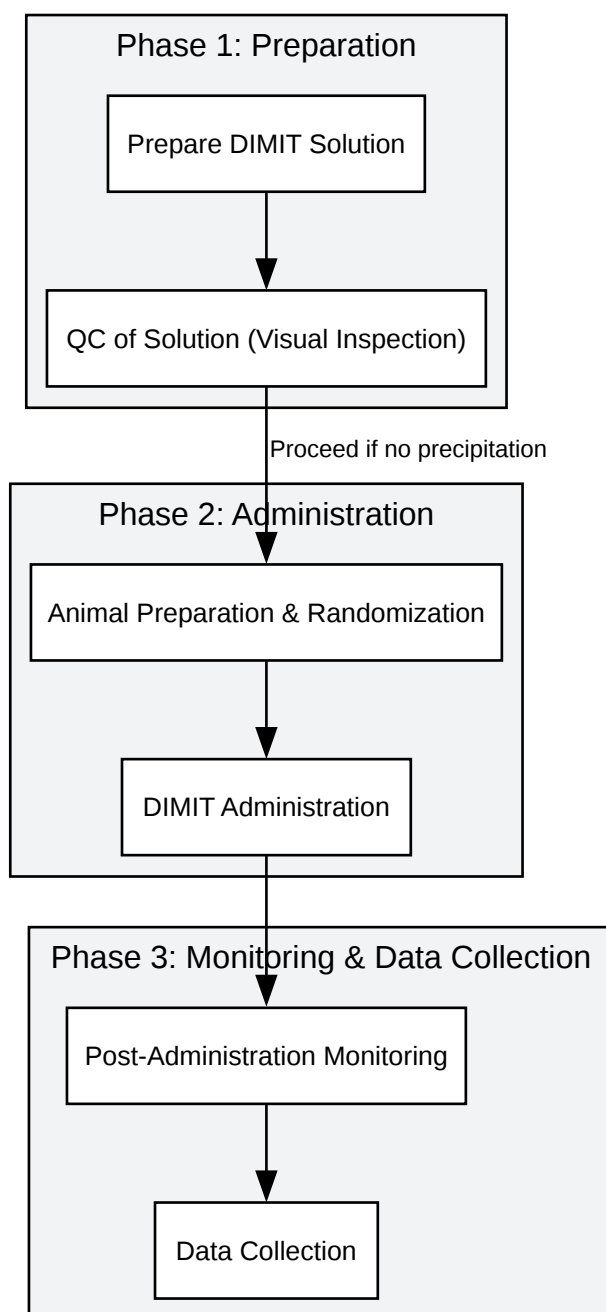 Phase 1: Preparation
Prepare DIMIT Solution
QC of Solution (Visual Inspection)
Proceed if no precipitation
Phase 2: Administration
Animal Preparation & Randomization
DIMIT Administration
Phase 3: Monitoring & Data Collection
Post-Administration Monitoring
Data Collection